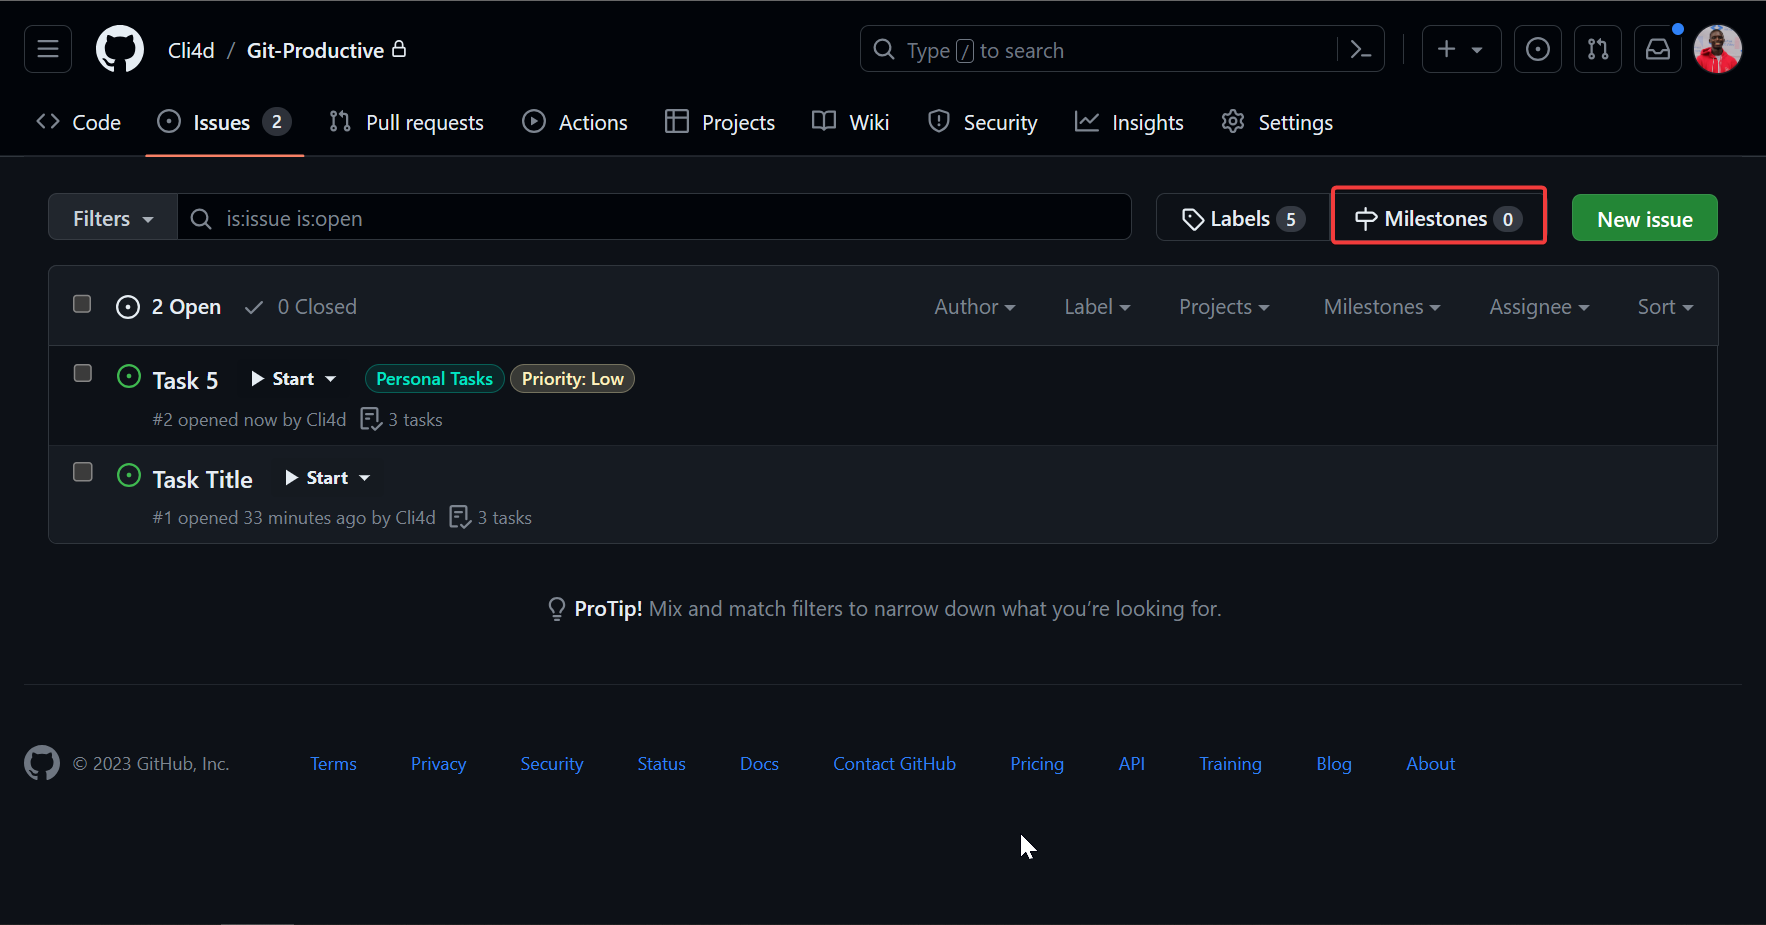 Cli4d / Git-Productive
Type / to search
Code Issues 2 Pull requests Actions Projects Wiki Security Insights Settings
Filters is:issue is:open Labels 5 Milestones 0 New issue
2 Open 0 Closed Author Label Projects Milestones Assignee Sort
Task 5 Start Personal Tasks Priority: Low
#2 opened now by Cli4d 3 tasks
Task Title Start
#1 opened 33 minutes ago by Cli4d 3 tasks
ProTip! Mix and match filters to narrow down what you’re looking for.
© 2023 GitHub, Inc. Terms Privacy Security Status Docs Contact GitHub Pricing API Training Blog About